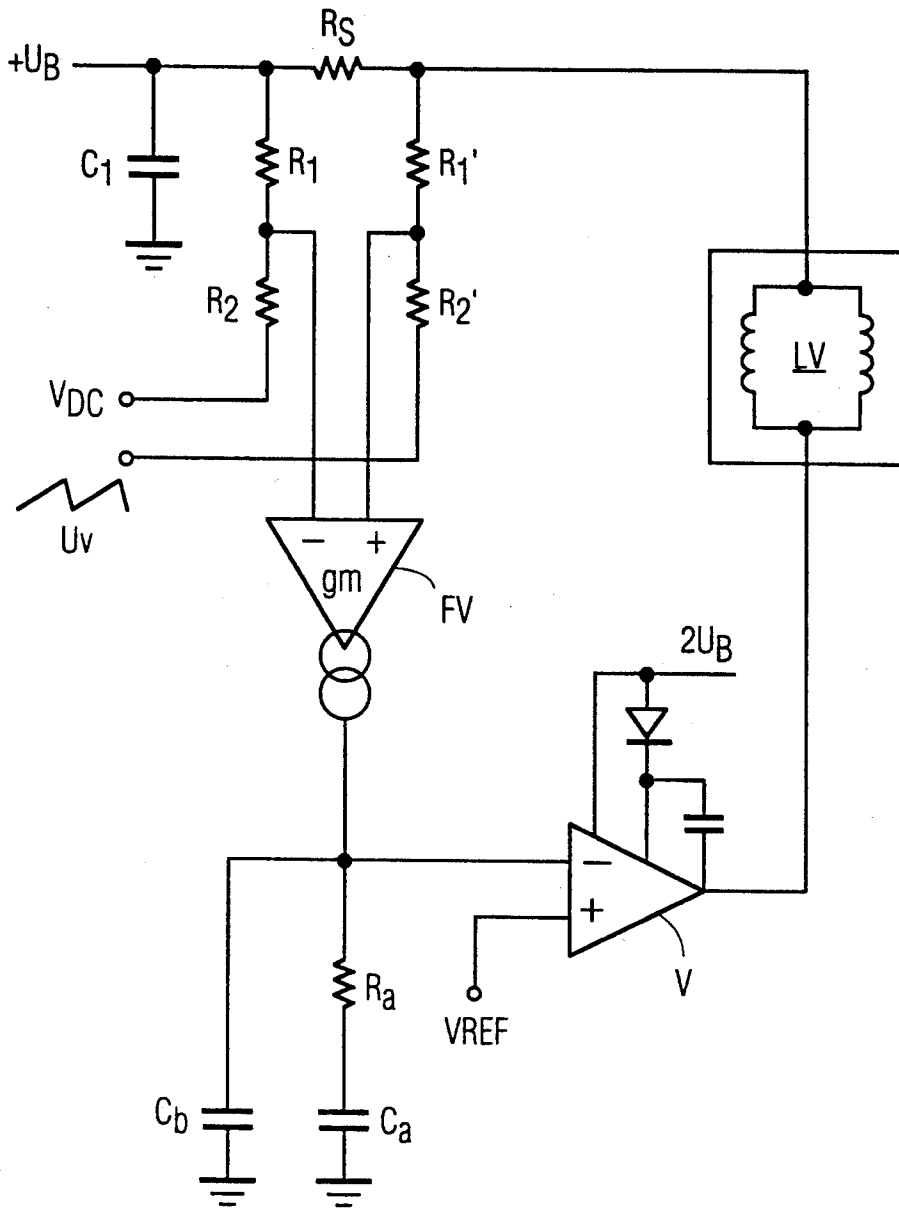 RS
+UB
C1
R1
R1'
R2
R2'
LV
VDC
Uv
− +
gm
FV
2UB
−
+
V
Ra
VREF
Cb
Ca